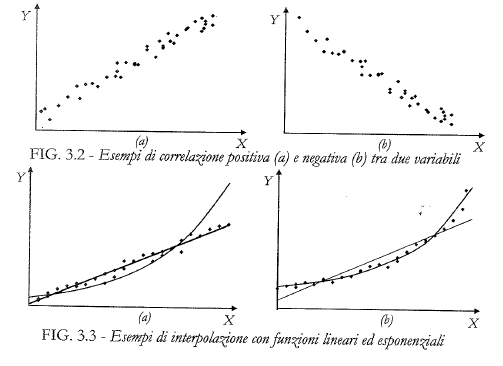 Y
Y
X
X
(a)
(b)
FIG. 3.2 - Esempi di correlazione positiva (a) e negativa (b) tra due variabili
Y
Y
(a)
X
(b)
X
FIG. 3.3 - Esempi di interpolazione con funzioni lineari ed esponenziali